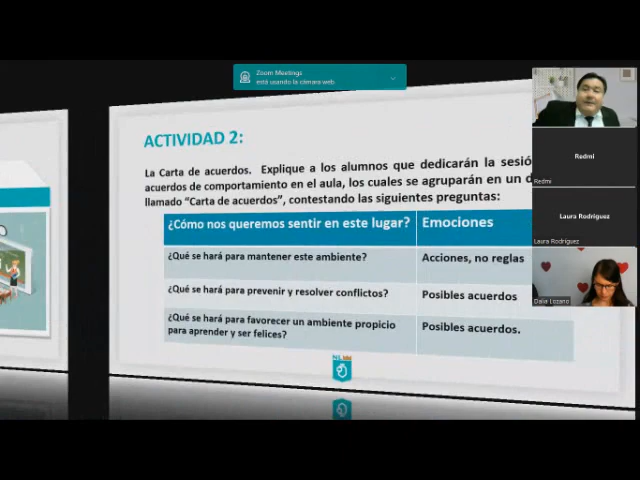 Zoom Meetings
está usando la cámara web
ACTIVIDAD 2:
La Carta de acuerdos. Explique a los alumnos que dedicarán la sesió
acuerdos de comportamiento en el aula, los cuales se agruparán en un d
llamado “Carta de acuerdos”, contestando las siguientes preguntas:
¿Cómo nos queremos sentir en este lugar? Emociones
¿Qué se hará para mantener este ambiente? Acciones, no reglas
¿Qué se hará para prevenir y resolver conflictos? Posibles acuerdos
¿Qué se hará para favorecer un ambiente propicio
para aprender y ser felices? Posibles acuerdos.
Redmi
Redmi
Laura Rodriguez
Laura Rodriguez
Dalia Lozano